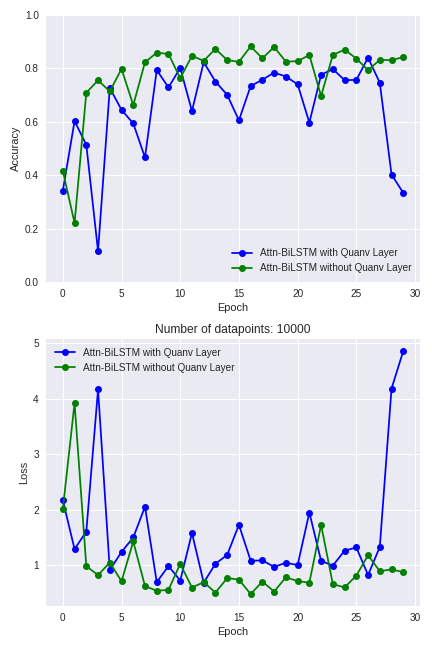 1.0
0.8
0.6
0.4
0.2
0.0
Accuracy
Attn-BiLSTM with Quanv Layer
Attn-BiLSTM without Quanv Layer
0 5 10 15 20 25 30
Epoch
Number of datapoints: 10000
5
4
3
2
1
Loss
Attn-BiLSTM with Quanv Layer
Attn-BiLSTM without Quanv Layer
0 5 10 15 20 25 30
Epoch